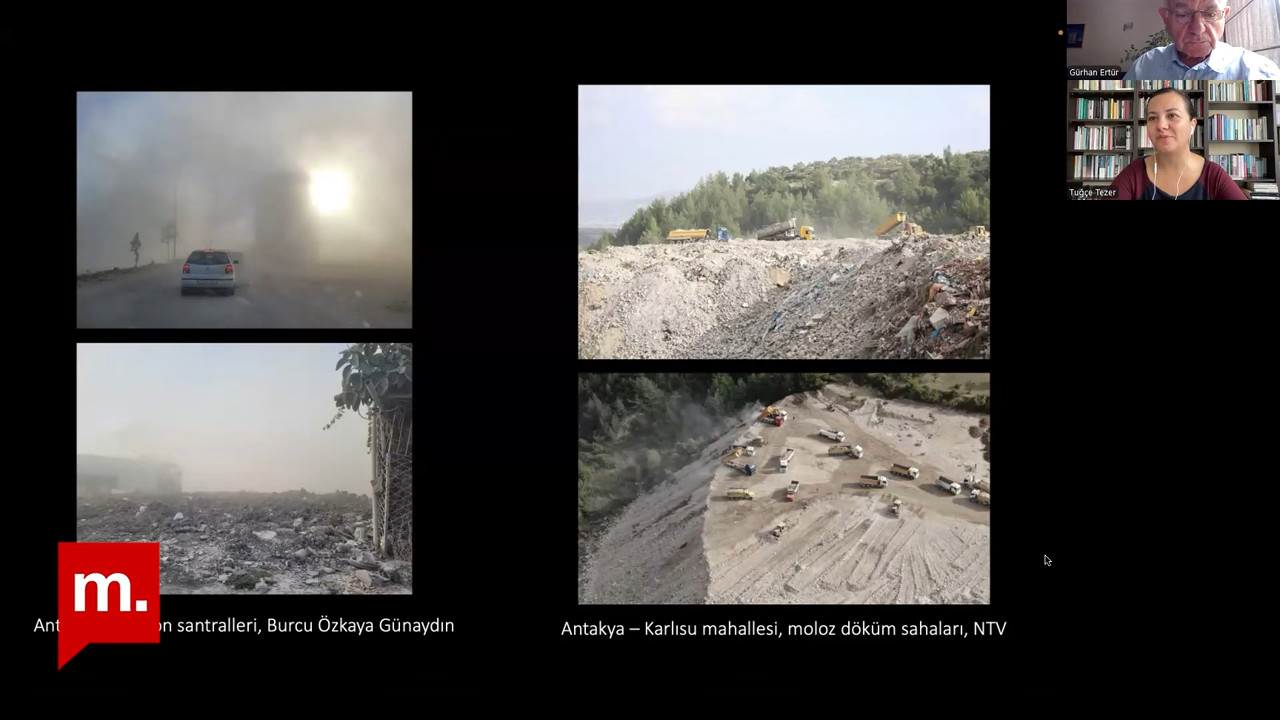 Gürhan Ertür
Tuğçe Tezer
m.
Ant on santralleri, Burcu Özkaya Günaydın
Antakya – Karlısu mahallesi, moloz döküm sahaları, NTV